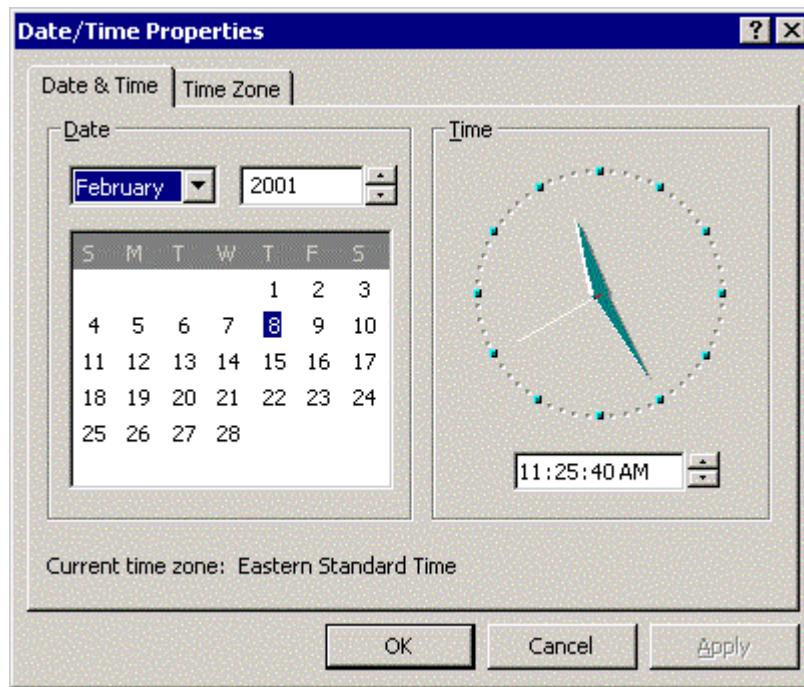 Date/Time Properties
Date & Time Time Zone
Date
February 2001
S M T W T F S
1 2 3
4 5 6 7 8 9 10
11 12 13 14 15 16 17
18 19 20 21 22 23 24
25 26 27 28
Time
11:25:40 AM
Current time zone: Eastern Standard Time
OK Cancel Apply